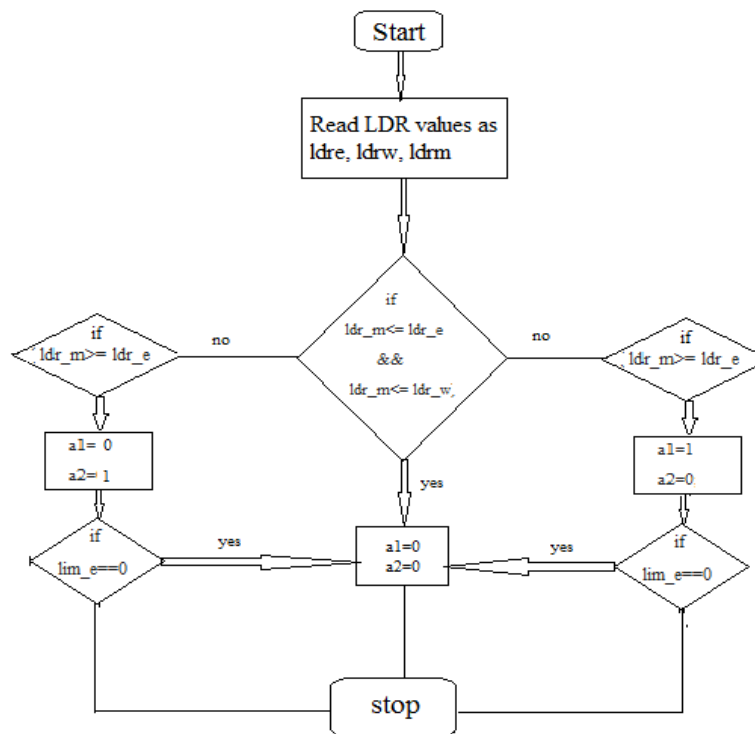 Start
Read LDR values as
ldre, ldrw, ldrm
if
ldr_m<= ldr_e
&&
ldr_m<= ldr_w
no
no
if
ldr_m>= ldr_e
if
ldr_m>= ldr_e
a1= 0
a2=1
a1=1
a2=0
yes
if
lim_e==0
yes
a1=0
a2=0
yes
if
lim_e==0
stop